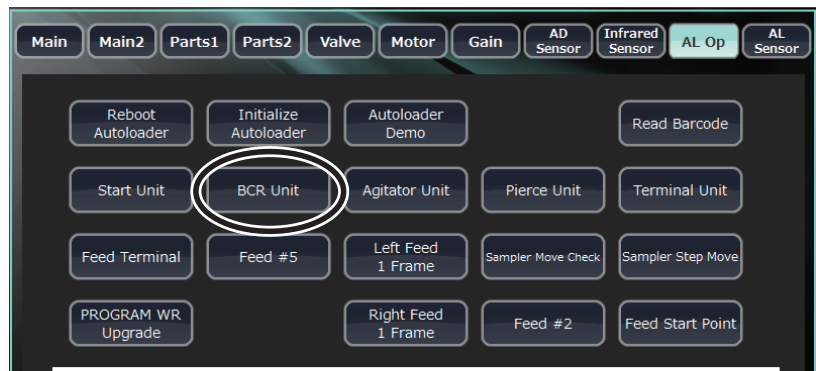 Main Main2 Parts1 Parts2 Valve Motor Gain AD Sensor Infrared Sensor AL Op AL Sensor
Reboot Autoloader Initialize Autoloader Autoloader Demo Read Barcode
Start Unit BCR Unit Agitator Unit Pierce Unit Terminal Unit
Feed Terminal Feed #5 Left Feed 1 Frame Sampler Move Check Sampler Step Move
PROGRAM WR Upgrade Right Feed 1 Frame Feed #2 Feed Start Point